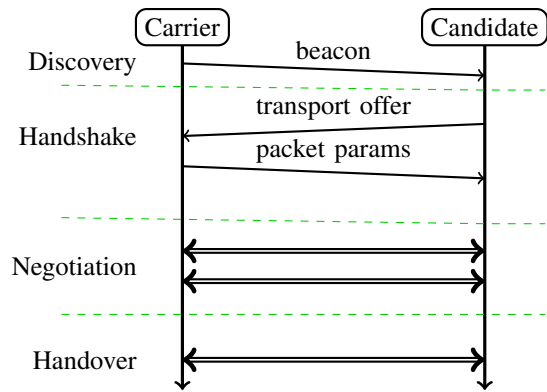 Carrier
Candidate
Discovery
beacon
transport offer
Handshake
packet params
Negotiation
Handover